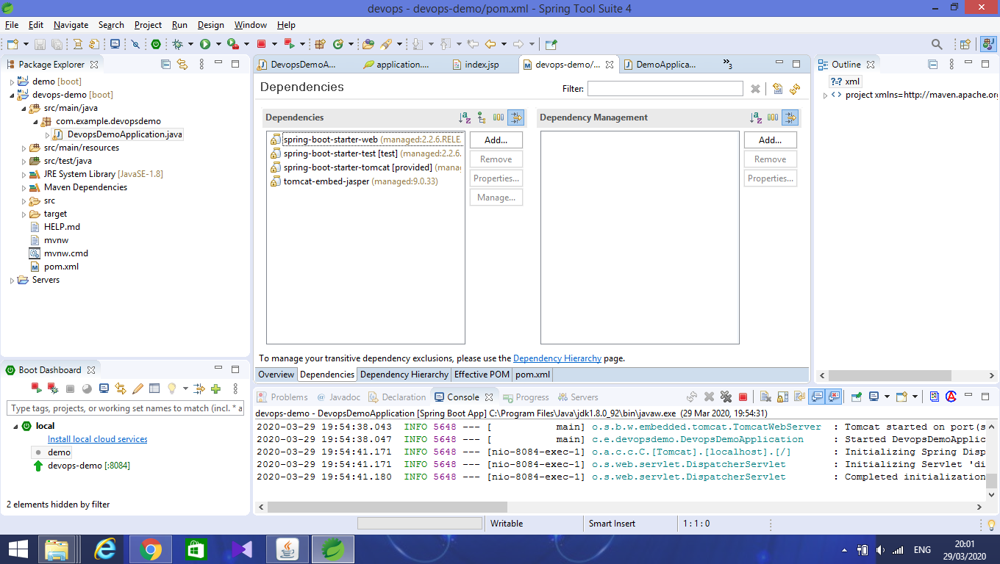 devops - devops-demo/pom.xml - Spring Tool Suite 4
File Edit Navigate Search Project Run Design Window Help
Package Explorer
demo [boot]
devops-demo [boot]
src/main/java
com.example.devopsdemo
DevopsDemoApplication.java
src/main/resources
src/test/java
JRE System Library [JavaSE-1.8]
Maven Dependencies
src
target
HELP.md
mvnw
mvnw.cmd
pom.xml
Servers
DevopsDemoA... application.... index.jsp devops-demo/... DemoApplica... »3
Dependencies
Filter:
Dependencies
spring-boot-starter-web (managed:2.2.6.RELE
spring-boot-starter-test [test] (managed:2.2.6.
spring-boot-starter-tomcat [provided] (manag
tomcat-embed-jasper (managed:9.0.33)
Add...
Remove
Properties...
Manage...
Dependency Management
Add...
Remove
Properties...
To manage your transitive dependency exclusions, please use the Dependency Hierarchy page.
Overview Dependencies Dependency Hierarchy Effective POM pom.xml
Outline
?-? xml
<> project xmlns=http://maven.apache.org
Boot Dashboard
Type tags, projects, or working set names to match (incl. * a
local
Install local cloud services
demo
devops-demo [:8084]
2 elements hidden by filter
Problems @ Javadoc Declaration Console Progress Servers
devops-demo - DevopsDemoApplication [Spring Boot App] C:\Program Files\Java\jdk1.8.0_92\bin\javaw.exe (29 Mar 2020, 19:54:31)
2020-03-29 19:54:38.043 INFO 5648 --- [ main] o.s.b.w.embedded.tomcat.TomcatWebServer : Tomcat started on port(s
2020-03-29 19:54:38.047 INFO 5648 --- [ main] c.e.devopsdemo.DevopsDemoApplication : Started DevopsDemoApplic
2020-03-29 19:54:41.171 INFO 5648 --- [nio-8084-exec-1] o.a.c.c.C.[Tomcat].[localhost].[/] : Initializing Spring Disp
2020-03-29 19:54:41.171 INFO 5648 --- [nio-8084-exec-1] o.s.web.servlet.DispatcherServlet : Initializing Servlet 'di
2020-03-29 19:54:41.180 INFO 5648 --- [nio-8084-exec-1] o.s.web.servlet.DispatcherServlet : Completed initialization
Writable Smart Insert 1 : 1 : 0
ENG
20:01
29/03/2020